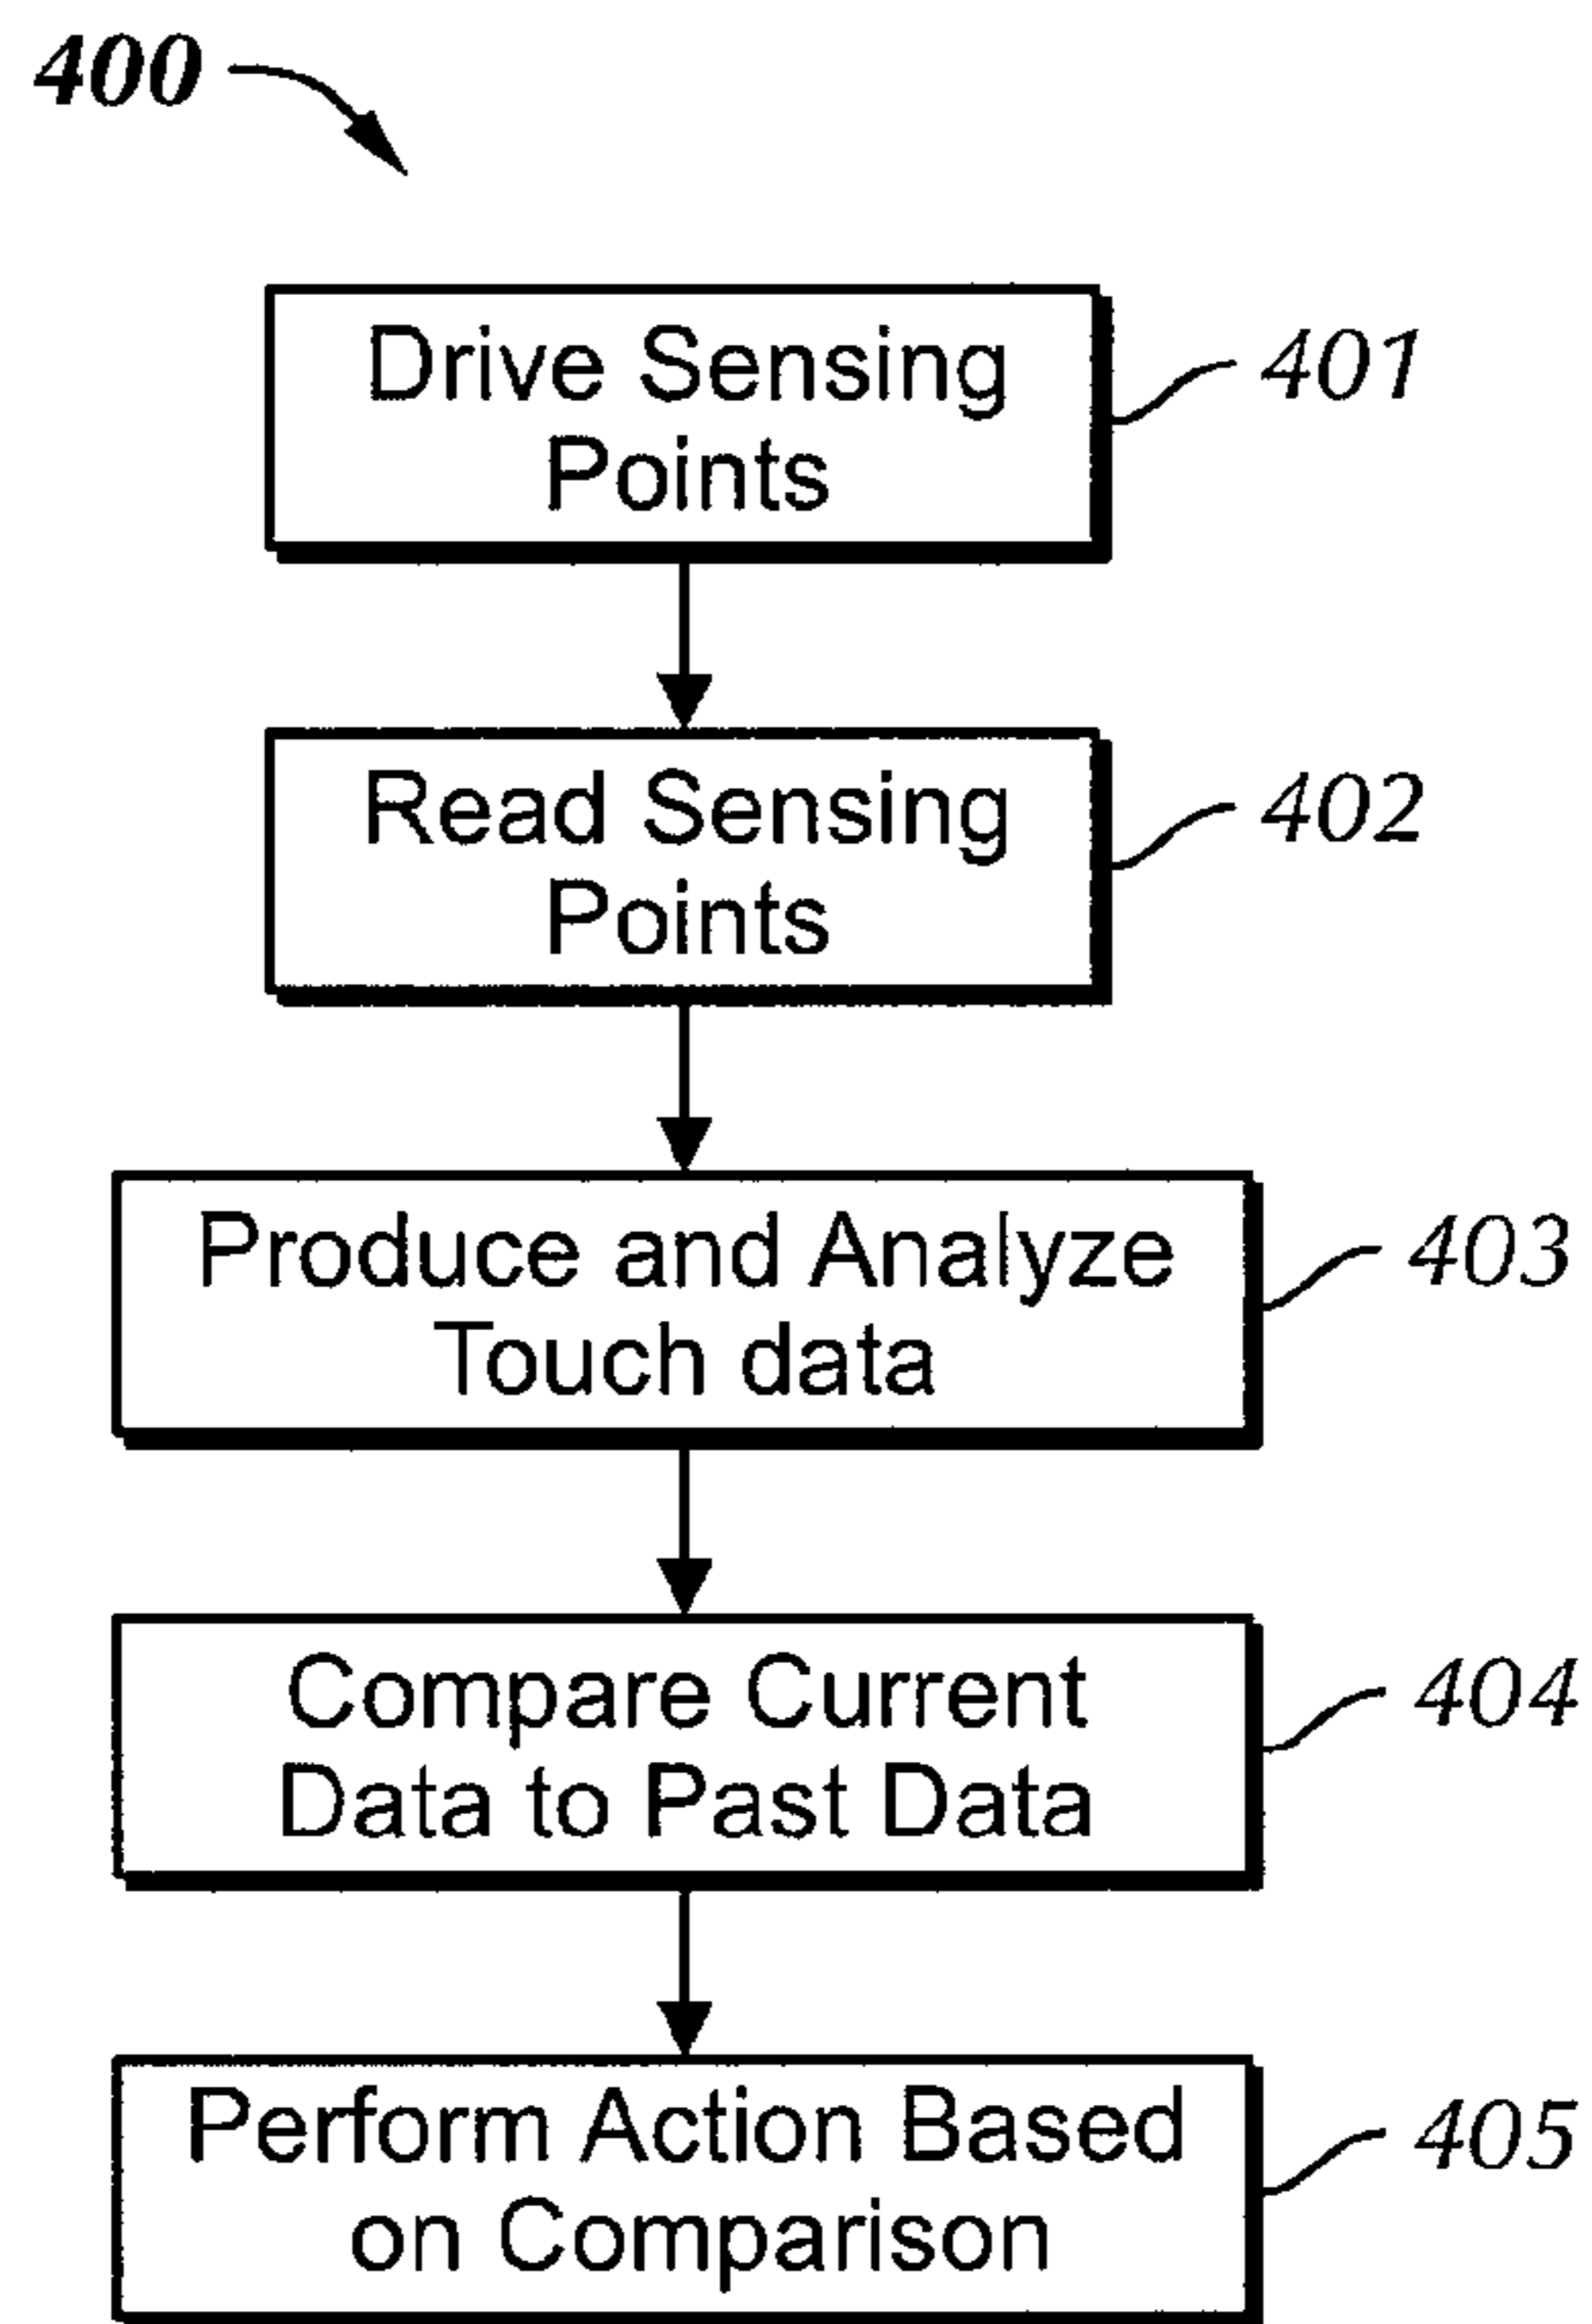 400
Drive Sensing
Points
401
Read Sensing
Points
402
Produce and Analyze
Touch data
403
Compare Current
Data to Past Data
404
Perform Action Based
on Comparison
405